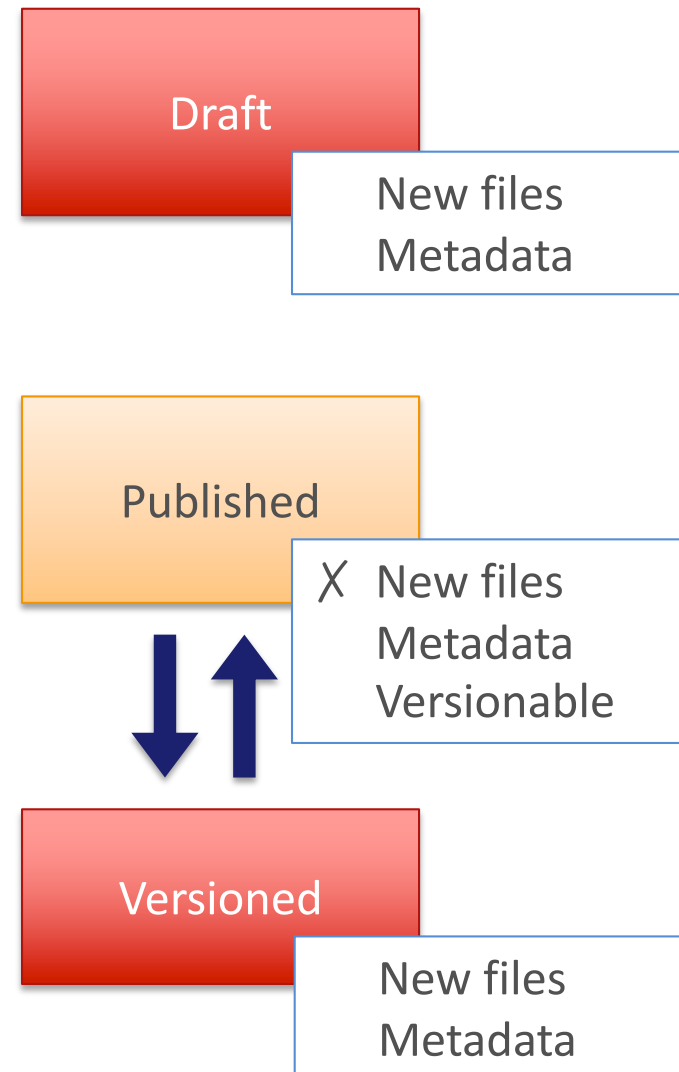 Draft
New files
Metadata
Published
✗ New files
Metadata
Versionable
Versioned
New files
Metadata